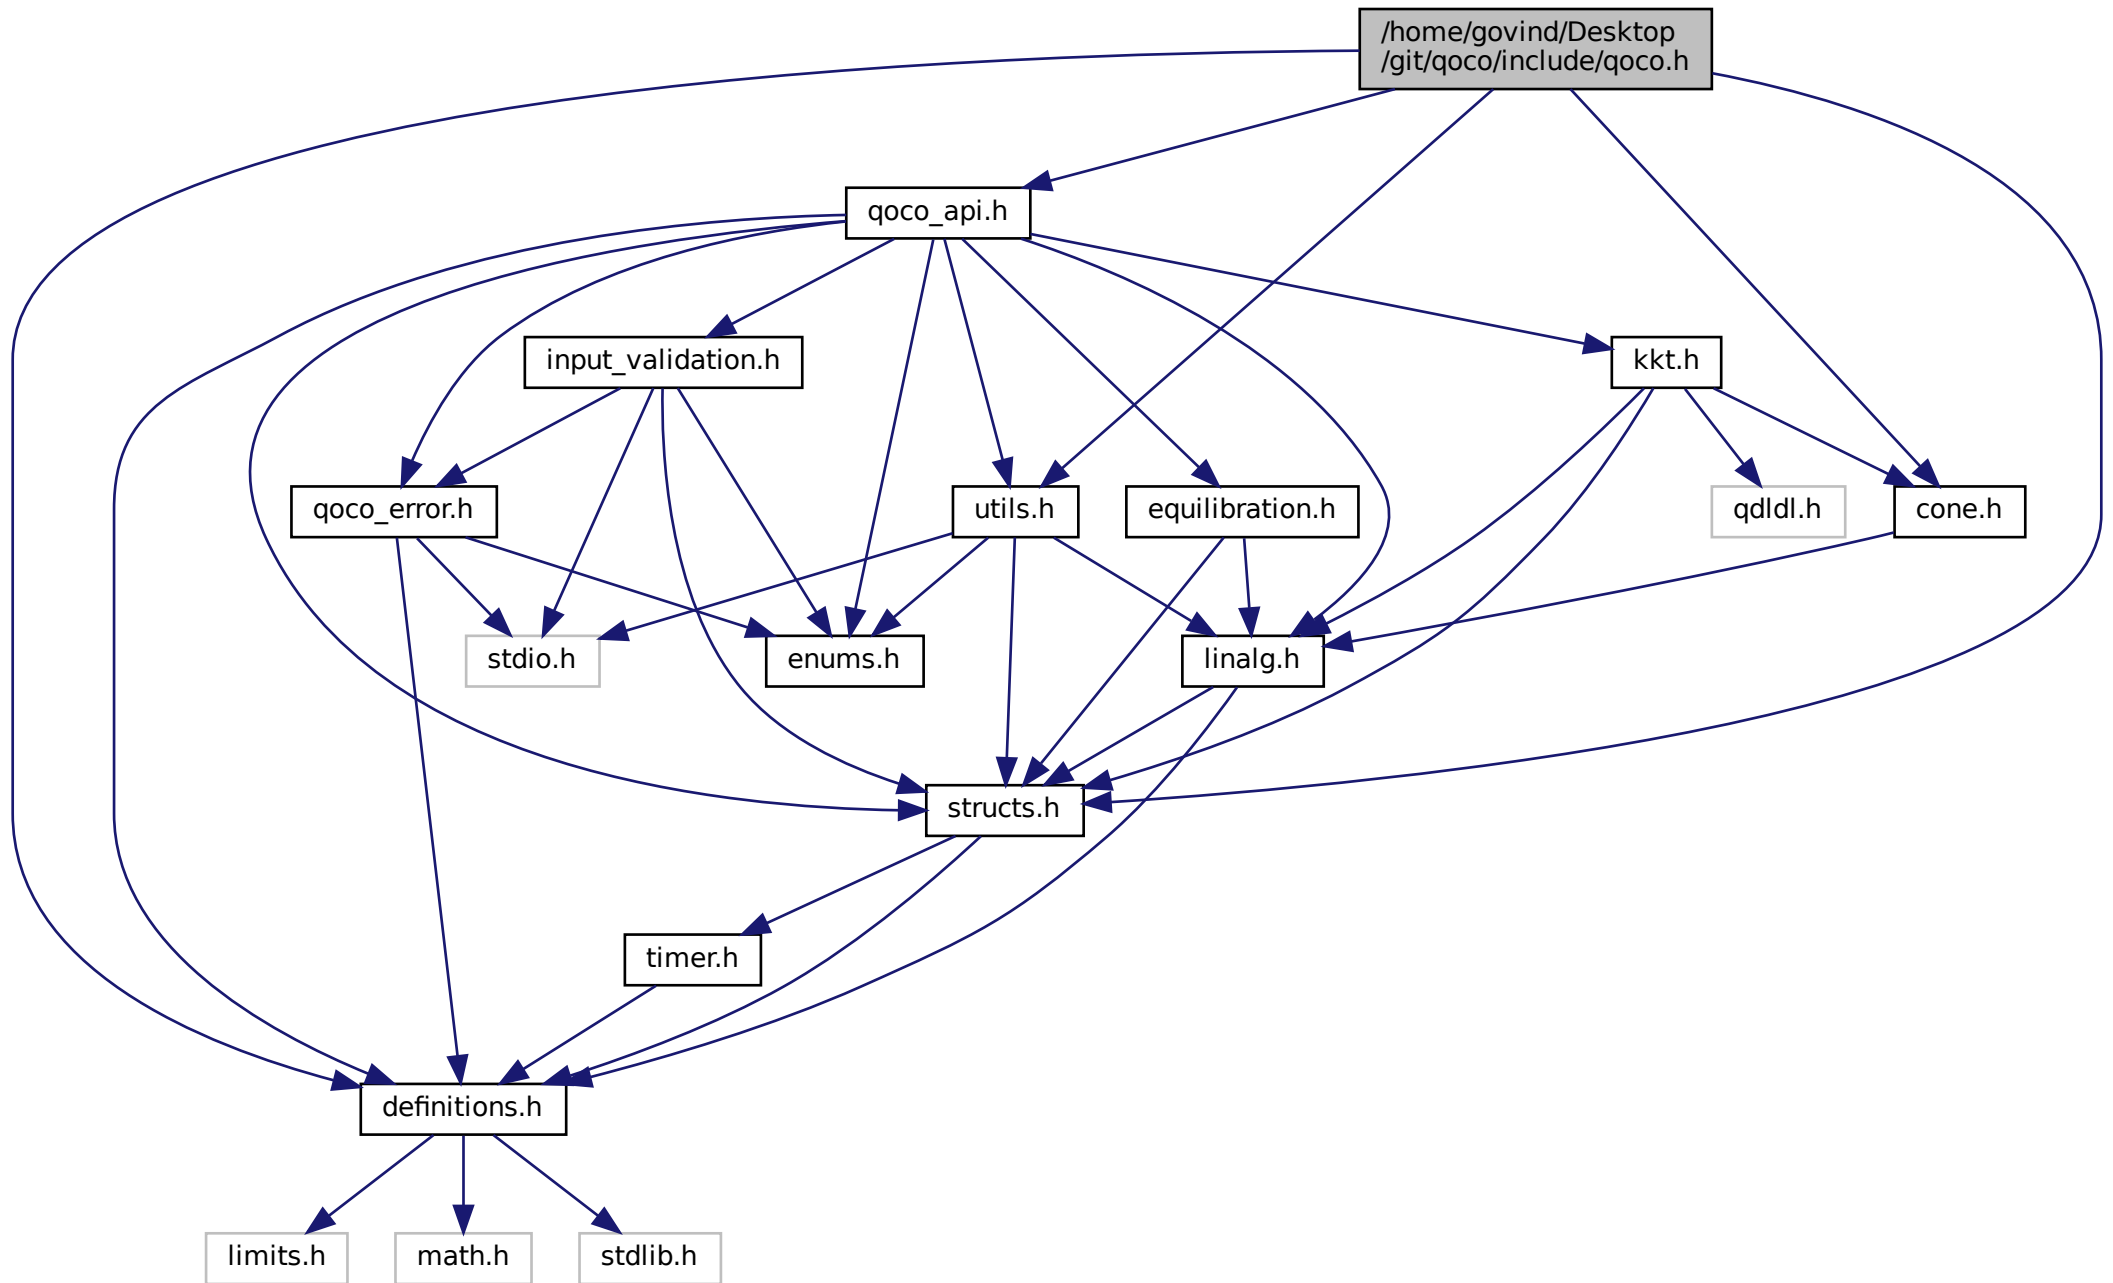 /home/govind/Desktop
/git/qoco/include/qoco.h
qoco_api.h
input_validation.h
kkt.h
qoco_error.h
utils.h
equilibration.h
qdldl.h
cone.h
stdio.h
enums.h
linalg.h
structs.h
timer.h
definitions.h
limits.h
math.h
stdlib.h